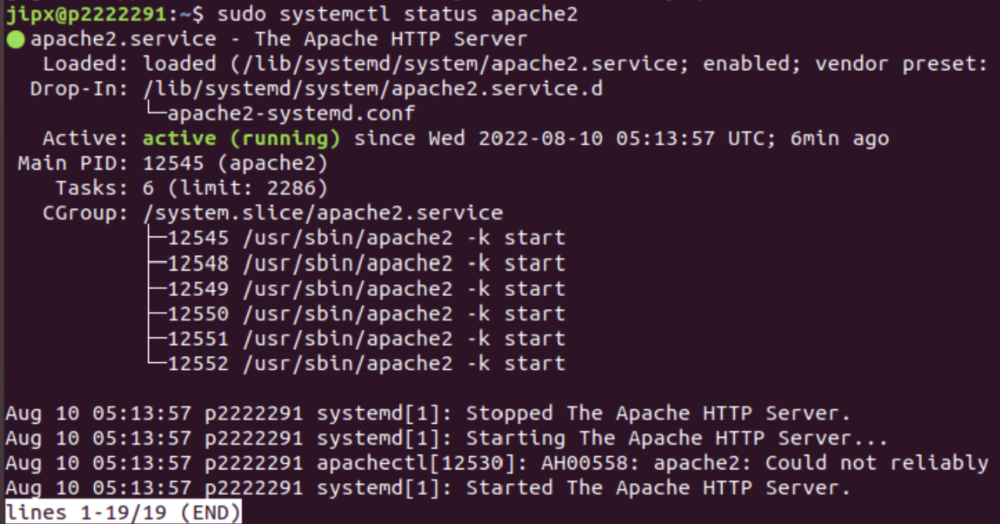 jipx@p2222291:~$ sudo systemctl status apache2
● apache2.service - The Apache HTTP Server
   Loaded: loaded (/lib/systemd/system/apache2.service; enabled; vendor preset:
  Drop-In: /lib/systemd/system/apache2.service.d
           └─apache2-systemd.conf
   Active: active (running) since Wed 2022-08-10 05:13:57 UTC; 6min ago
 Main PID: 12545 (apache2)
    Tasks: 6 (limit: 2286)
   CGroup: /system.slice/apache2.service
           ├─12545 /usr/sbin/apache2 -k start
           ├─12548 /usr/sbin/apache2 -k start
           ├─12549 /usr/sbin/apache2 -k start
           ├─12550 /usr/sbin/apache2 -k start
           ├─12551 /usr/sbin/apache2 -k start
           └─12552 /usr/sbin/apache2 -k start

Aug 10 05:13:57 p2222291 systemd[1]: Stopped The Apache HTTP Server.
Aug 10 05:13:57 p2222291 systemd[1]: Starting The Apache HTTP Server...
Aug 10 05:13:57 p2222291 apachectl[12530]: AH00558: apache2: Could not reliably
Aug 10 05:13:57 p2222291 systemd[1]: Started The Apache HTTP Server.
lines 1-19/19 (END)